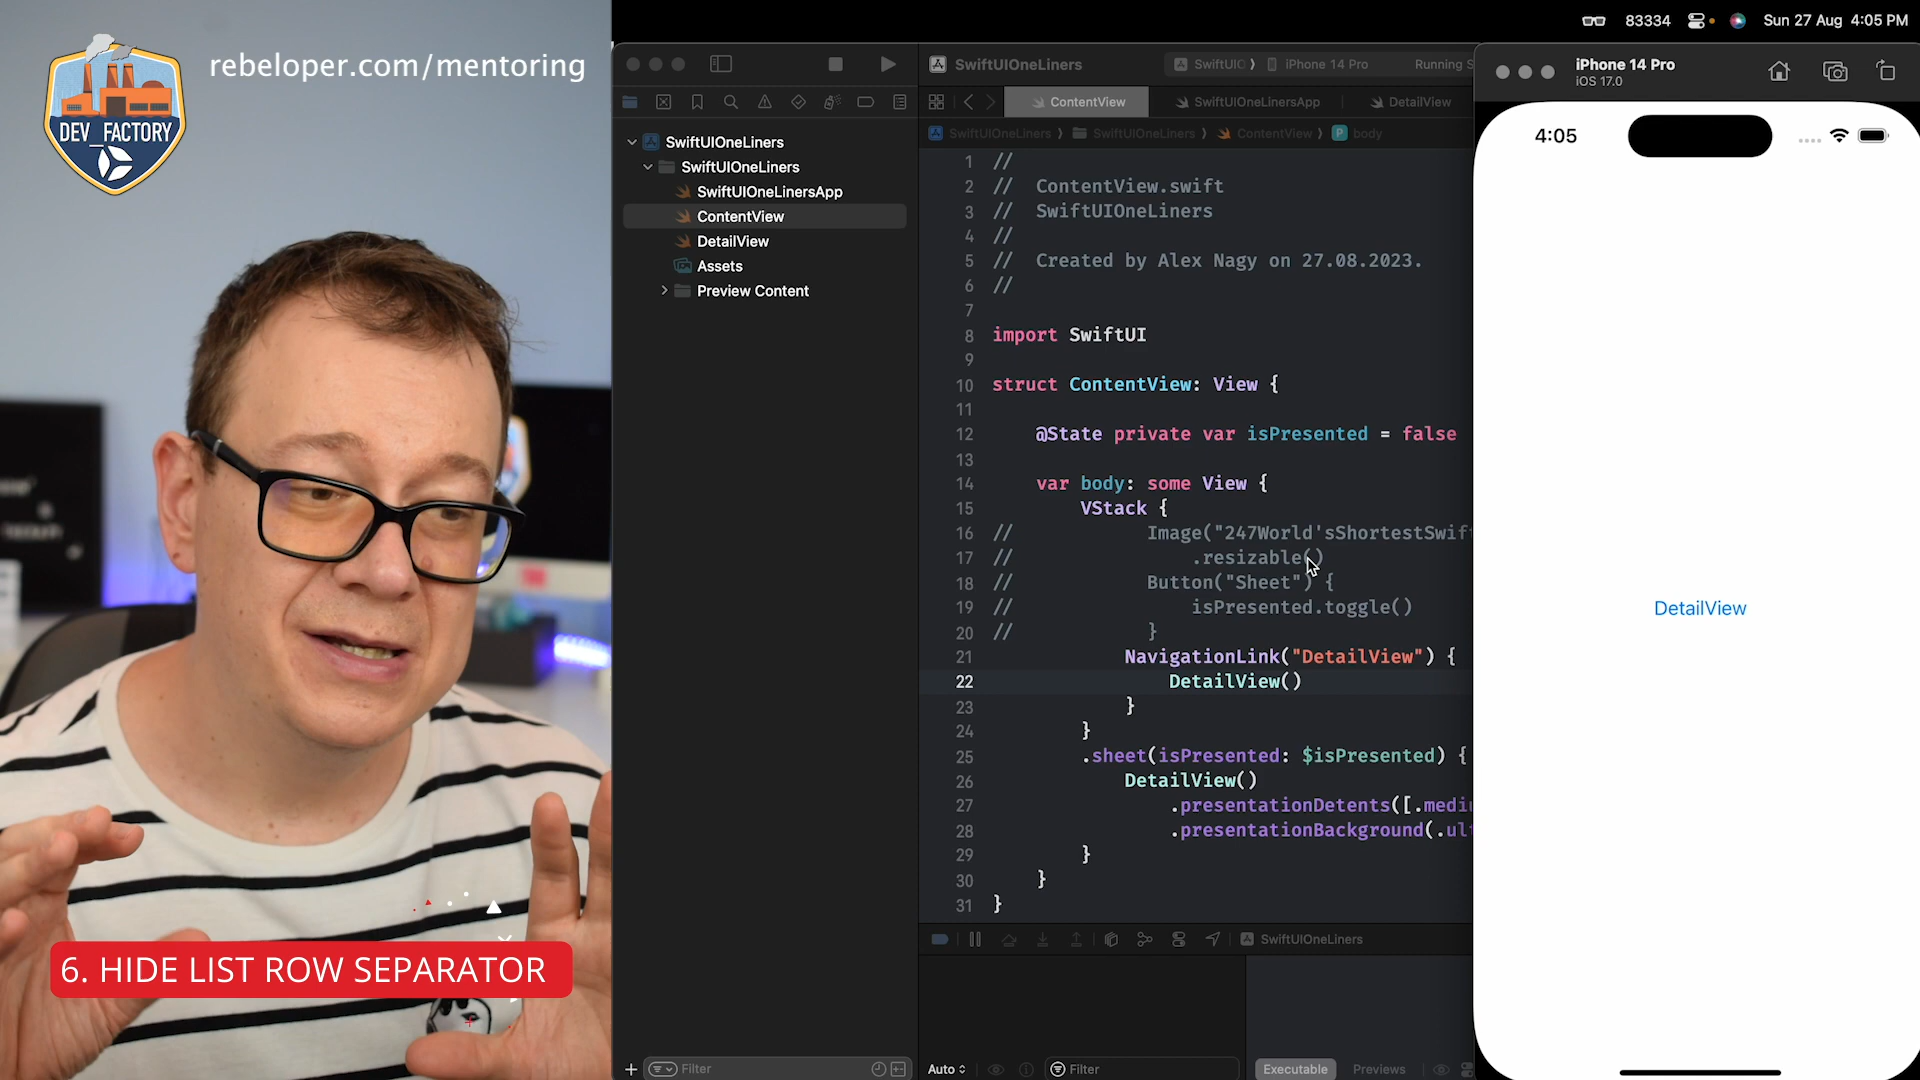 rebeloper.com/mentoring
DEV_FACTORY
6. HIDE LIST ROW SEPARATOR
83334
Sun 27 Aug 4:05 PM
SwiftUIOneLiners
SwiftUIOneLiners
SwiftUIOneLinersApp
ContentView
DetailView
Assets
Preview Content
Filter
SwiftUIOneLiners
iPhone 14 Pro
Running
ContentView
SwiftUIOneLinersApp
DetailView
SwiftUIOneLiners
SwiftUIOneLiners
ContentView
P body
1 //
2 // ContentView.swift
3 // SwiftUIOneLiners
4 //
5 // Created by Alex Nagy on 27.08.2023.
6 //
7
8 import SwiftUI
9
10 struct ContentView: View {
11
12 @State private var isPresented = false
13
14 var body: some View {
15 VStack {
16 // Image("247World'sShortestSwif
17 // .resizable()
18 // Button("Sheet") {
19 // isPresented.toggle()
20 // }
21 NavigationLink("DetailView") {
22 DetailView()
23 }
24 }
25 .sheet(isPresented: $isPresented) {
26 DetailView()
27 .presentationDetents([.medi
28 .presentationBackground(.ul
29 }
30 }
31 }
SwiftUIOneLiners
Auto
Filter
Executable
Previews
iPhone 14 Pro
iOS 17.0
4:05
DetailView